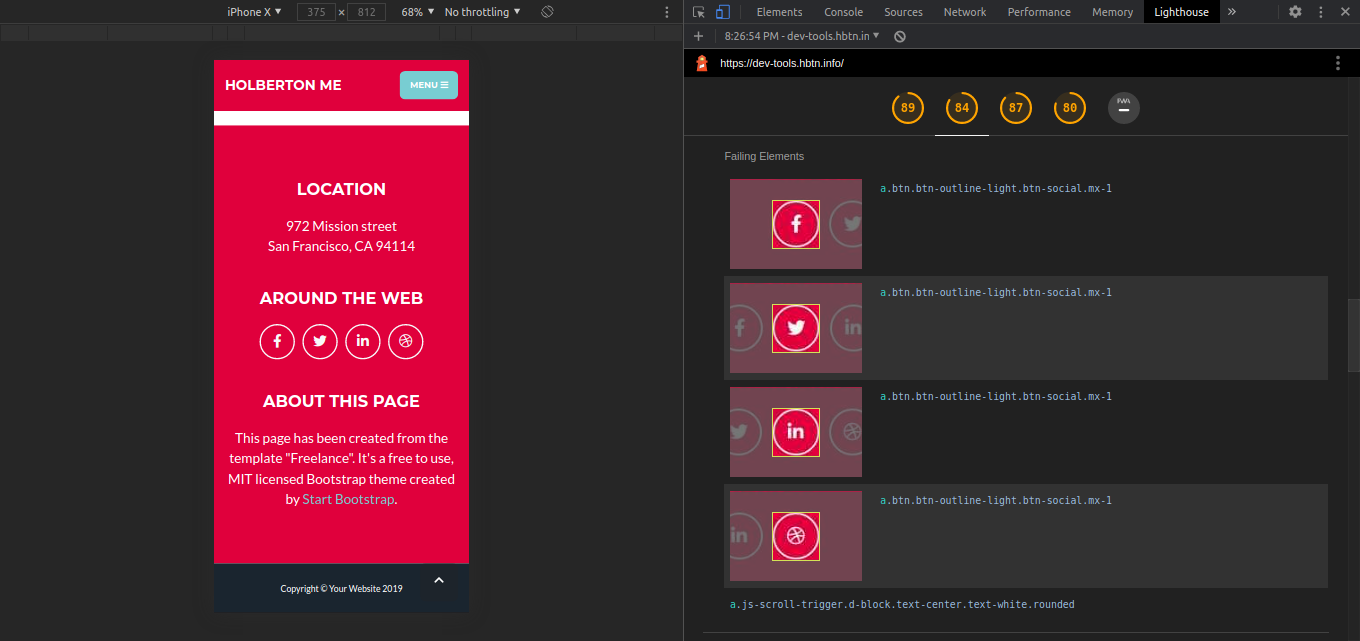 iPhone X ▼ 375 × 812 68% ▼ No throttling ▼
Elements Console Sources Network Performance Memory Lighthouse »
+ 8:26:54 PM - dev-tools.hbtn.in ▼
https://dev-tools.hbtn.info/
89 84 87 80 PWA
HOLBERTON ME
MENU
LOCATION
972 Mission street
San Francisco, CA 94114
AROUND THE WEB
ABOUT THIS PAGE
This page has been created from the
template "Freelance". It's a free to use,
MIT licensed Bootstrap theme created
by Start Bootstrap.
Copyright © Your Website 2019
Failing Elements
a.btn.btn-outline-light.btn-social.mx-1
a.btn.btn-outline-light.btn-social.mx-1
a.btn.btn-outline-light.btn-social.mx-1
a.btn.btn-outline-light.btn-social.mx-1
a.js-scroll-trigger.d-block.text-center.text-white.rounded